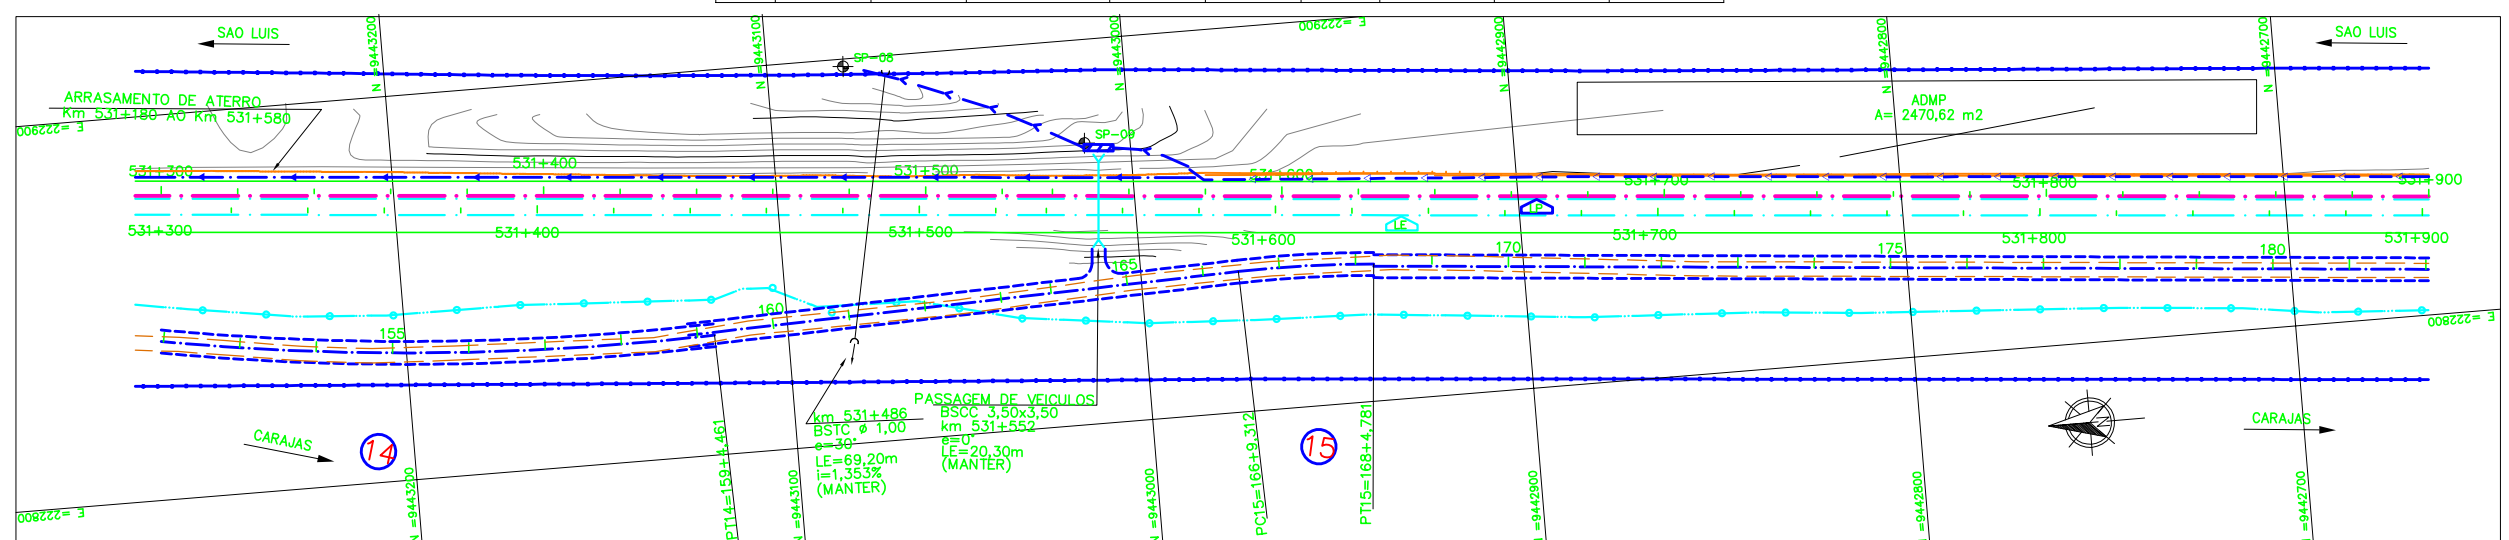 SAO LUIS
N =9443200
N =9443100
N =9443000
E =222900
N =9442900
N =9442800
N =9442700
SAO LUIS
SP-08
ARRASAMENTO DE ATERRO
Km 531+180 AO Km 531+580
E =222900
SP-09
ADMP
A= 2470,62 m2
531+300
531+400
531+500
531+600
531+700
531+800
531+900
LP
LE
531+300
531+400
531+500
531+600
531+700
531+800
531+900
155
160
165
170
175
180
E =222800
PASSAGEM DE VEICULOS
BSCC 3,50x3,50
km 531+552
e=0°
LE=20,30m
(MANTER)
km 531+486
BSTC ø 1,00
e=30°
LE=69,20m
i=1,353%
(MANTER)
CARAJAS
14
15
CARAJAS
PT14=159+4,461
PC15=166+9,312
PT15=168+4,781
E =222800
N =9443200
N =9443100
N =9443000
N =9442900
N =9442800
N =9442700